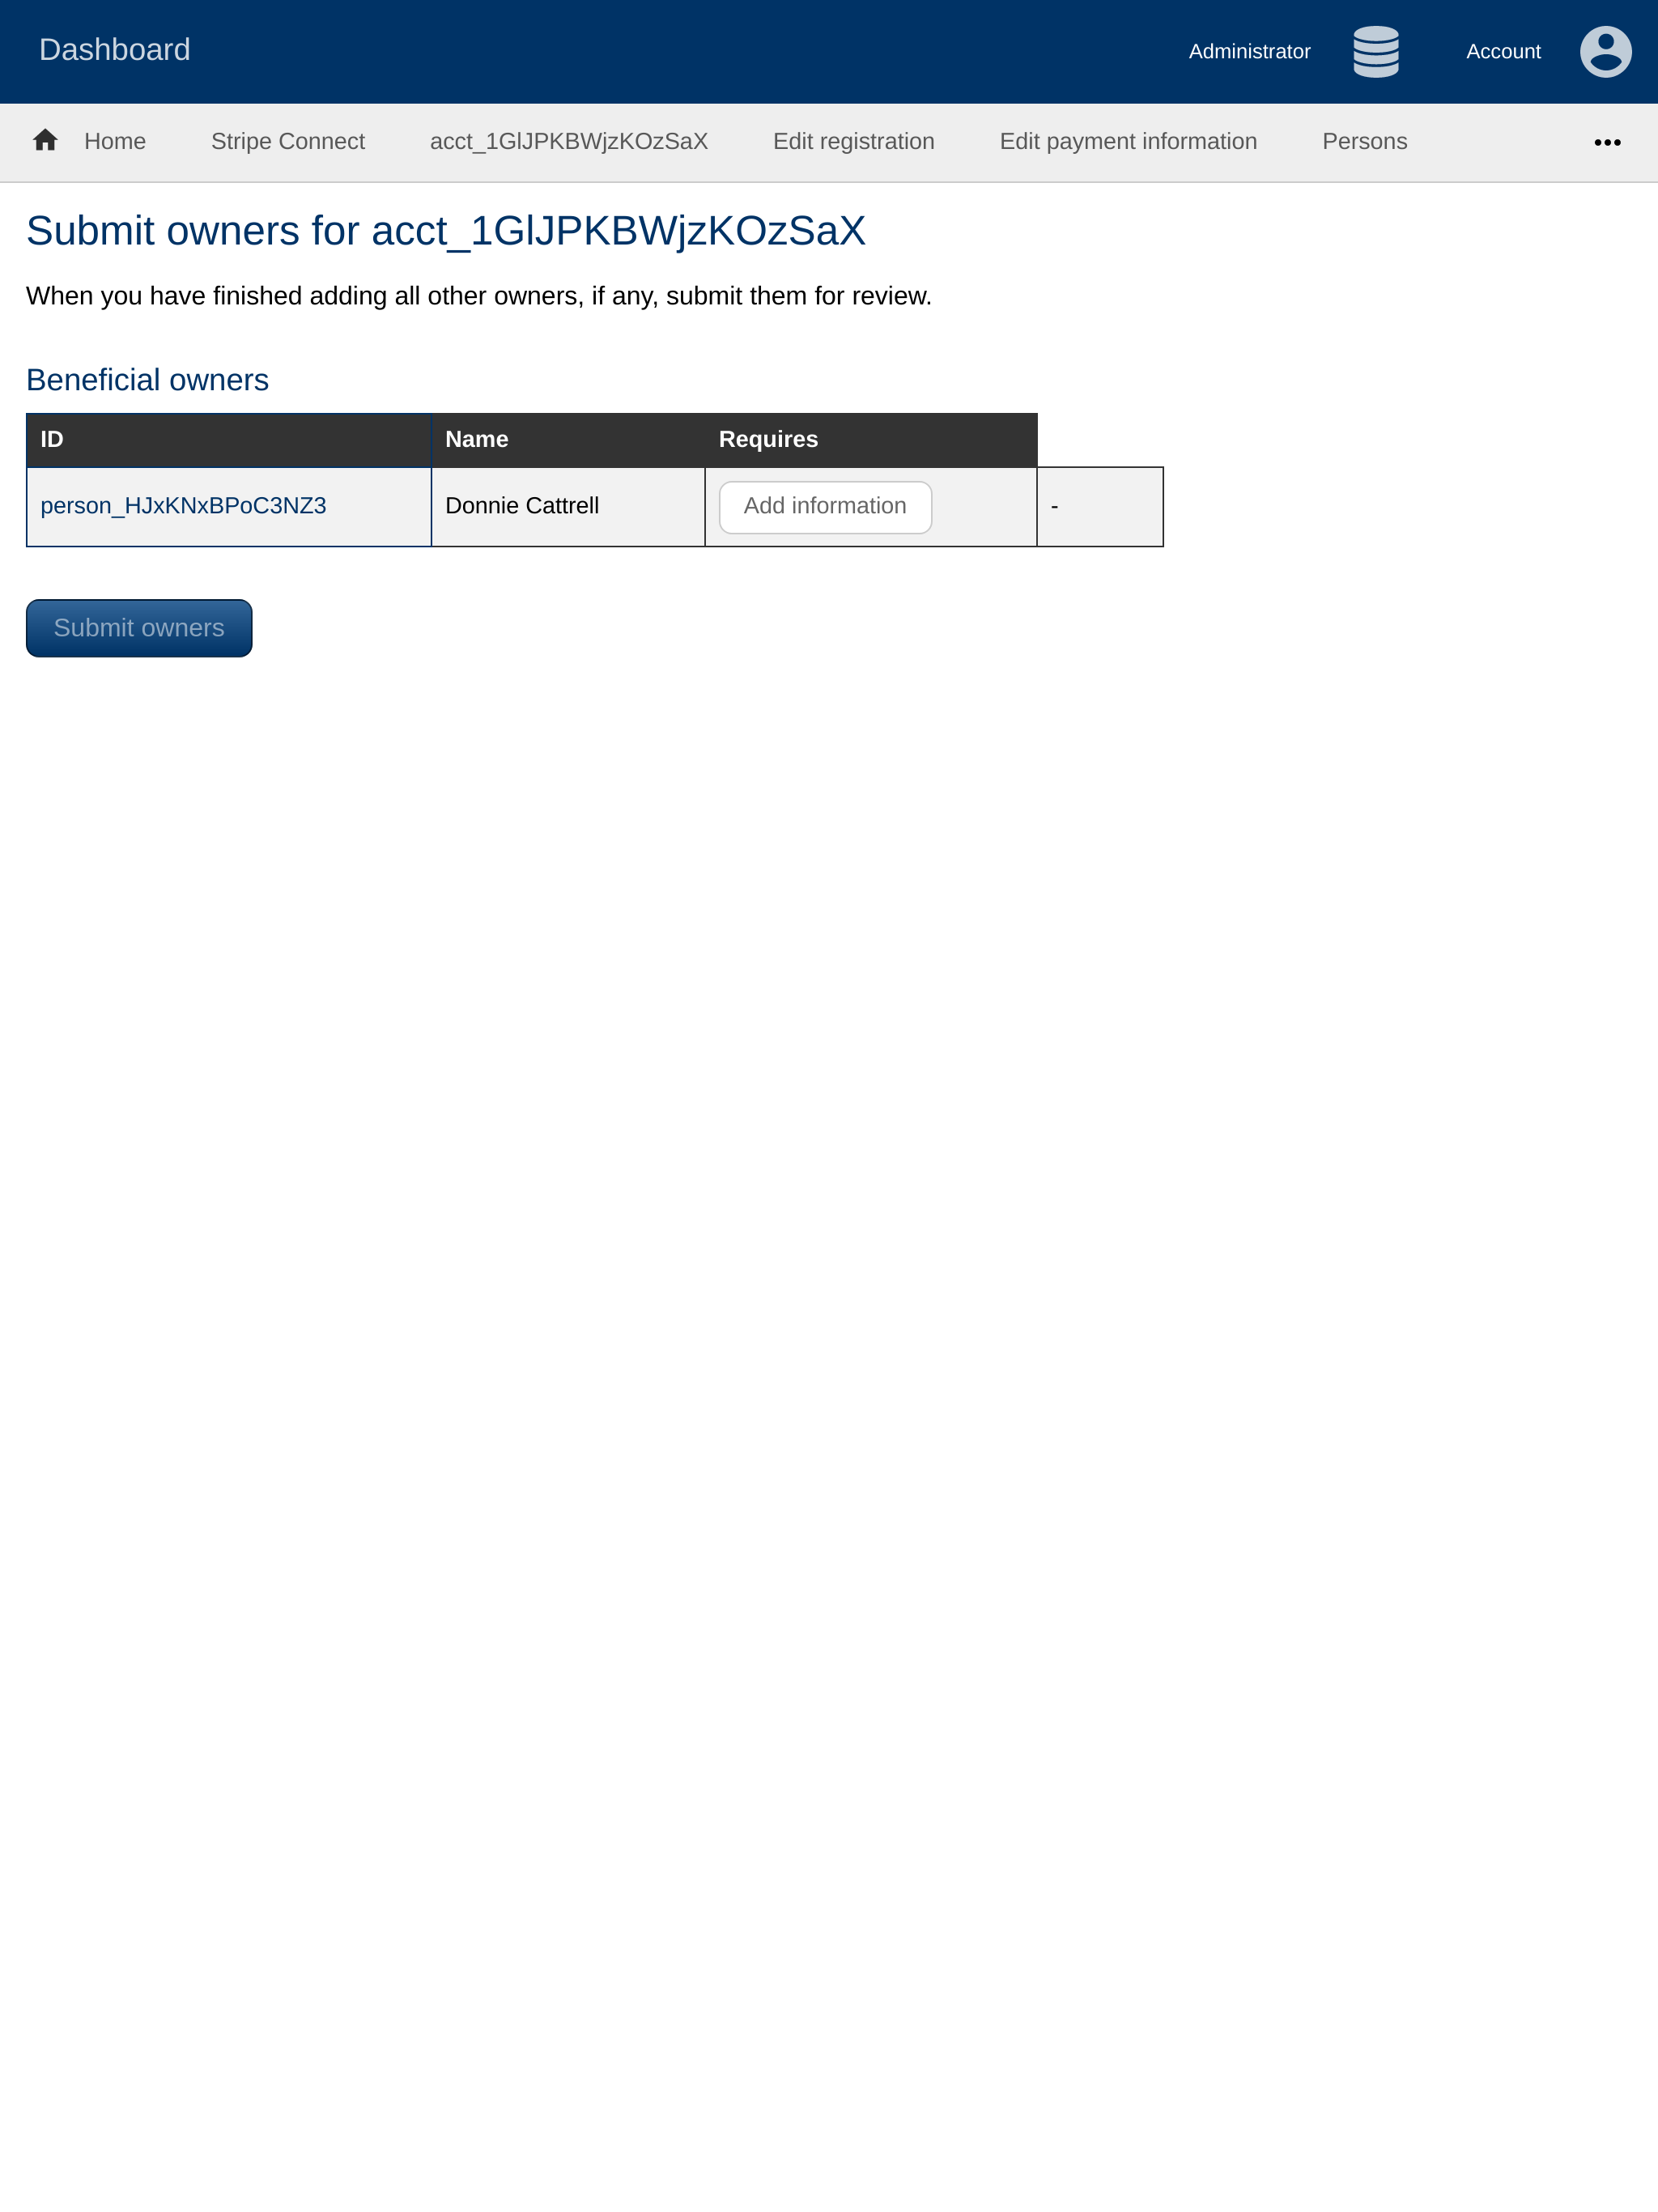 Dashboard
Administrator
Account
Home Stripe Connect acct_1GlJPKBWjzKOzSaX Edit registration Edit payment information Persons
Submit owners for acct_1GlJPKBWjzKOzSaX
When you have finished adding all other owners, if any, submit them for review.
Beneficial owners
ID Name Requires
person_HJxKNxBPoC3NZ3 Donnie Cattrell Add information -
Submit owners